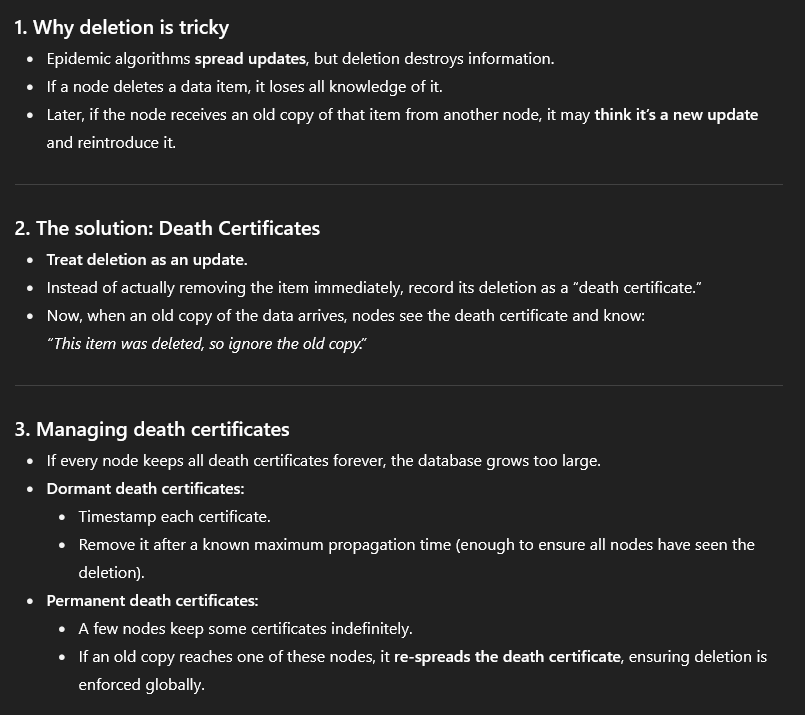 1. Why deletion is tricky
• Epidemic algorithms spread updates, but deletion destroys information.
• If a node deletes a data item, it loses all knowledge of it.
• Later, if the node receives an old copy of that item from another node, it may think it’s a new update
and reintroduce it.
2. The solution: Death Certificates
• Treat deletion as an update.
• Instead of actually removing the item immediately, record its deletion as a “death certificate.”
• Now, when an old copy of the data arrives, nodes see the death certificate and know:
“This item was deleted, so ignore the old copy.”
3. Managing death certificates
• If every node keeps all death certificates forever, the database grows too large.
• Dormant death certificates:
• Timestamp each certificate.
• Remove it after a known maximum propagation time (enough to ensure all nodes have seen the
deletion).
• Permanent death certificates:
• A few nodes keep some certificates indefinitely.
• If an old copy reaches one of these nodes, it re-spreads the death certificate, ensuring deletion is
enforced globally.